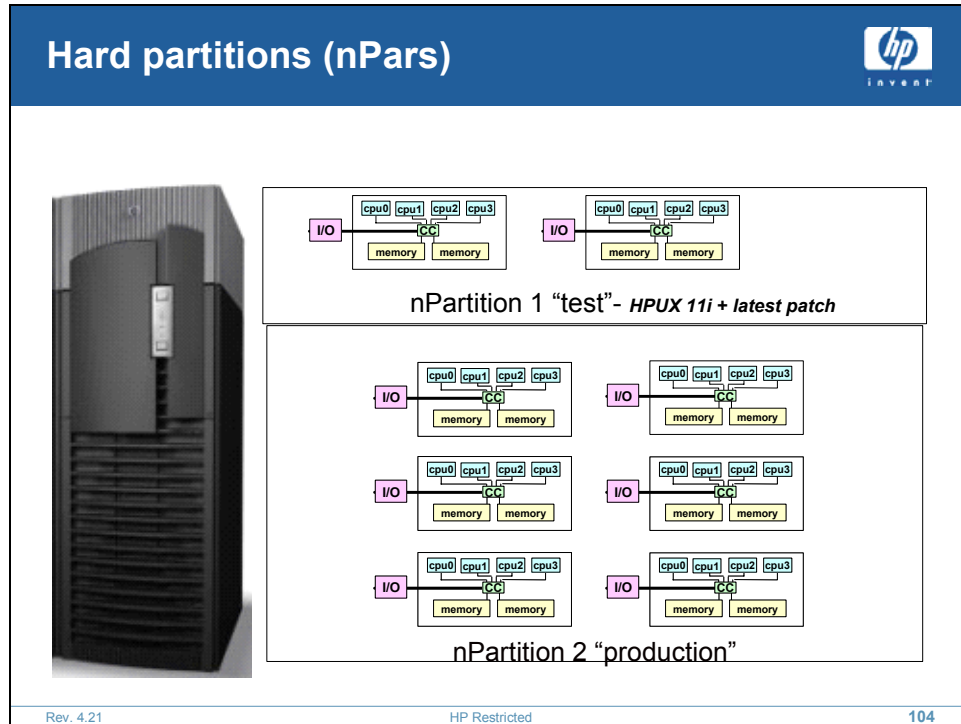 Hard partitions (nPars)
hp
invent
cpu0 cpu1 cpu2 cpu3 cpu0 cpu1 cpu2 cpu3
I/O CC I/O CC
memory memory memory memory
nPartition 1 “test”- HPUX 11i + latest patch
cpu0 cpu1 cpu2 cpu3 cpu0 cpu1 cpu2 cpu3
I/O CC I/O CC
memory memory memory memory
cpu0 cpu1 cpu2 cpu3 cpu0 cpu1 cpu2 cpu3
I/O CC I/O CC
memory memory memory memory
cpu0 cpu1 cpu2 cpu3 cpu0 cpu1 cpu2 cpu3
I/O CC I/O CC
memory memory memory memory
nPartition 2 “production”
Rev. 4.21 HP Restricted 104